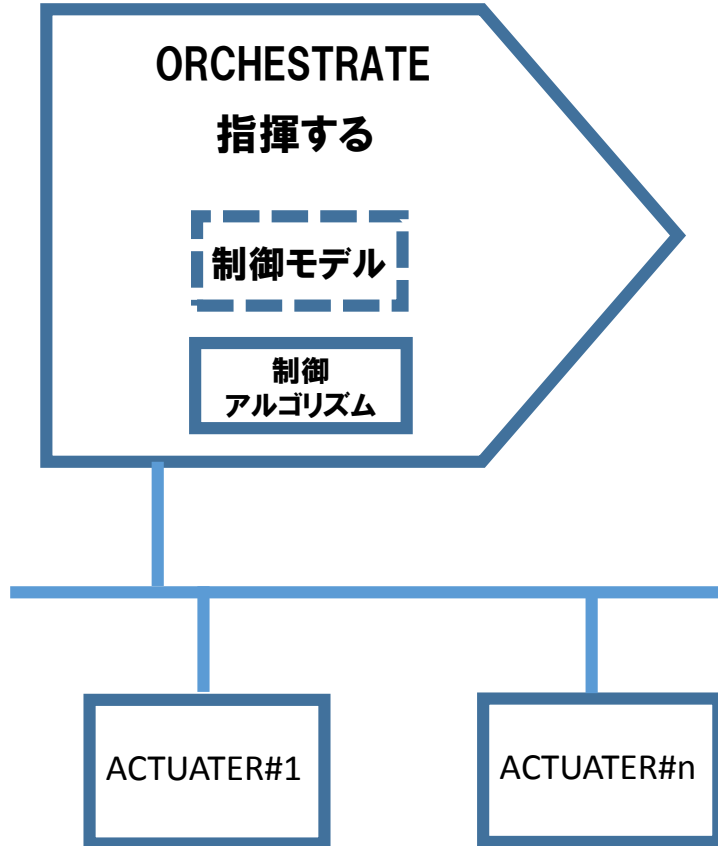 ORCHESTRATE
指揮する
制御モデル
制御
アルゴリズム
ACTUATER#1
ACTUATER#n